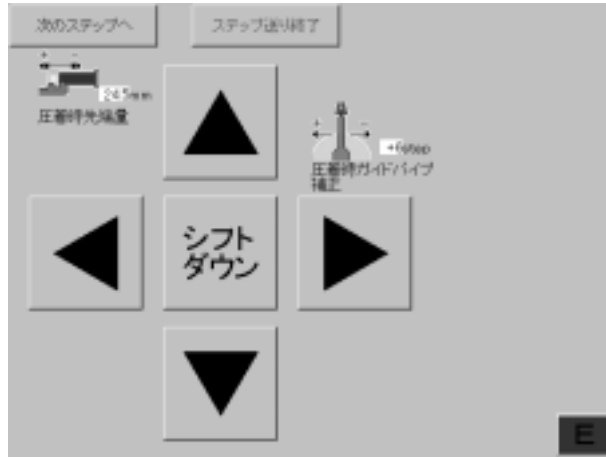 次のステップへ
ステップ送り終了
+ -
mm
圧着時先端量
+ -
step
圧着時ガイドパイプ
補正
シフト
ダウン
E